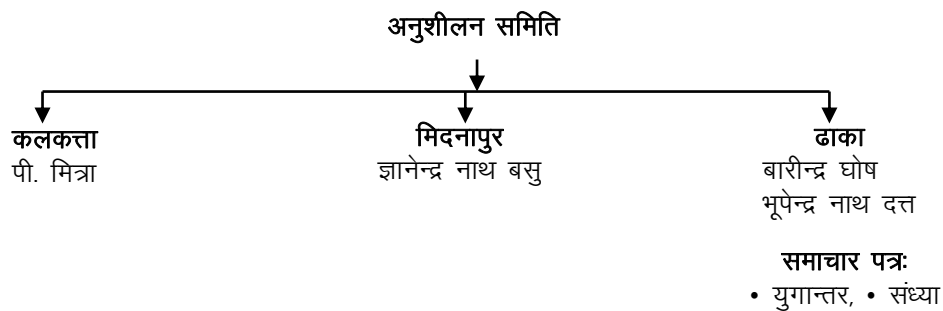 अनुशीलन समिति
कलकत्ता
पी. मित्रा
मिदनापुर
ज्ञानेन्द्र नाथ बसु
ढाका
बारीन्द्र घोष
भूपेन्द्र नाथ दत्त
समाचार पत्रः
• युगान्तर, • संध्या